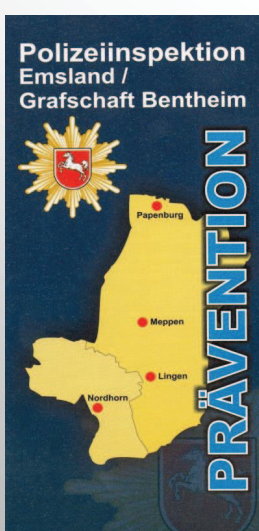 Polizeiinspektion
Emsland /
Grafschaft Bentheim
PRÄVENTION
Papenburg
Meppen
Lingen
Nordhorn